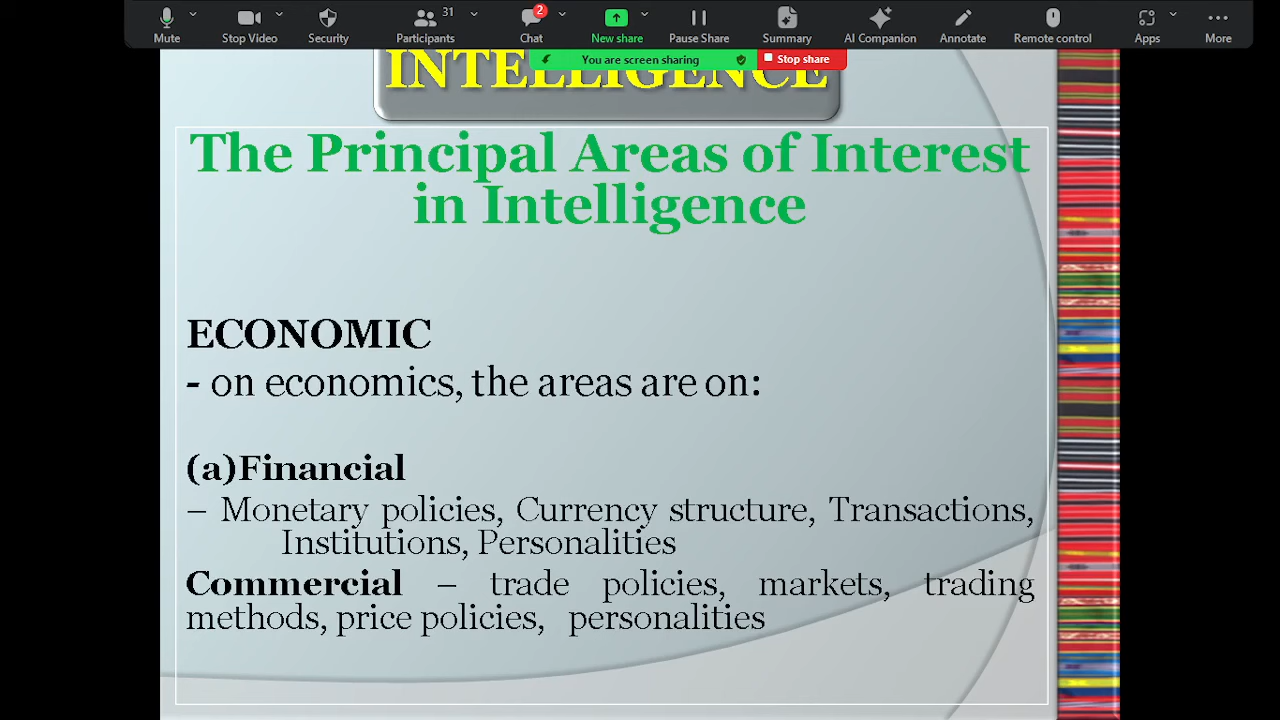 Mute
Stop Video
Security
31
Participants
2
Chat
New share
Pause Share
Summary
AI Companion
Annotate
Remote control
Apps
More
You are screen sharing
Stop share
INTELLIGENCE
The Principal Areas of Interest
in Intelligence
ECONOMIC
- on economics, the areas are on:
(a)Financial
– Monetary policies, Currency structure, Transactions,
Institutions, Personalities
Commercial – trade policies, markets, trading
methods, price policies, personalities